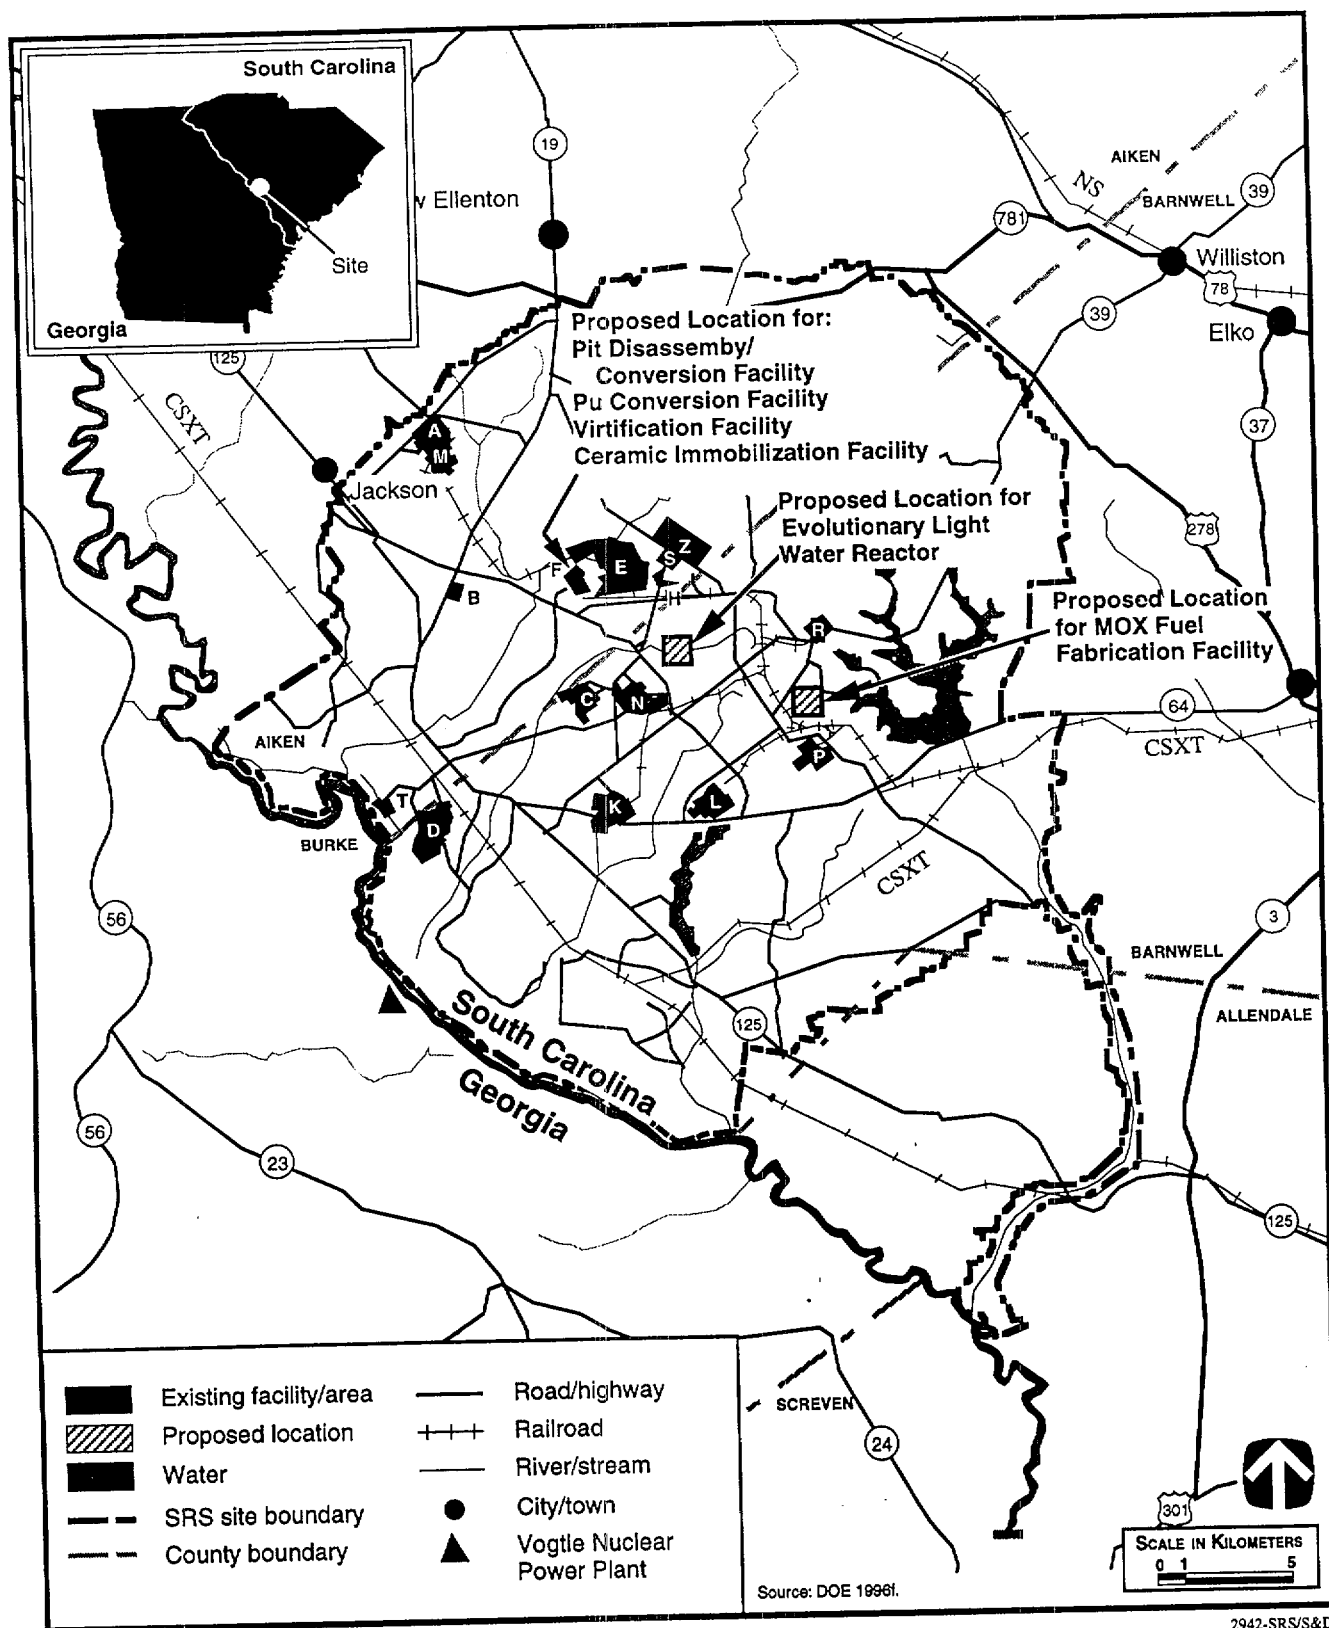 South Carolina
Site
Georgia
19
w Ellenton
AIKEN
NS
BARNWELL
39
781
Williston
78
Elko
39
37
125
CSXT
Proposed Location for:
Pit Disassemby/
Conversion Facility
Pu Conversion Facility
Virtification Facility
Ceramic Immobilization Facility
A
M
Jackson
Proposed Location for
Evolutionary Light
Water Reactor
278
Z
S
F
E
H
B
Proposed Location
for MOX Fuel
Fabrication Facility
R
C
N
64
CSXT
AIKEN
P
T
K
L
D
BURKE
CSXT
56
3
BARNWELL
ALLENDALE
South Carolina
Georgia
125
56
23
125
SCREVEN
24
301
Existing facility/area
Proposed location
Water
SRS site boundary
County boundary
Road/highway
Railroad
River/stream
City/town
Vogtle Nuclear
Power Plant
Source: DOE 1996f.
SCALE IN KILOMETERS
0 1 5
2942-SRS/S&D